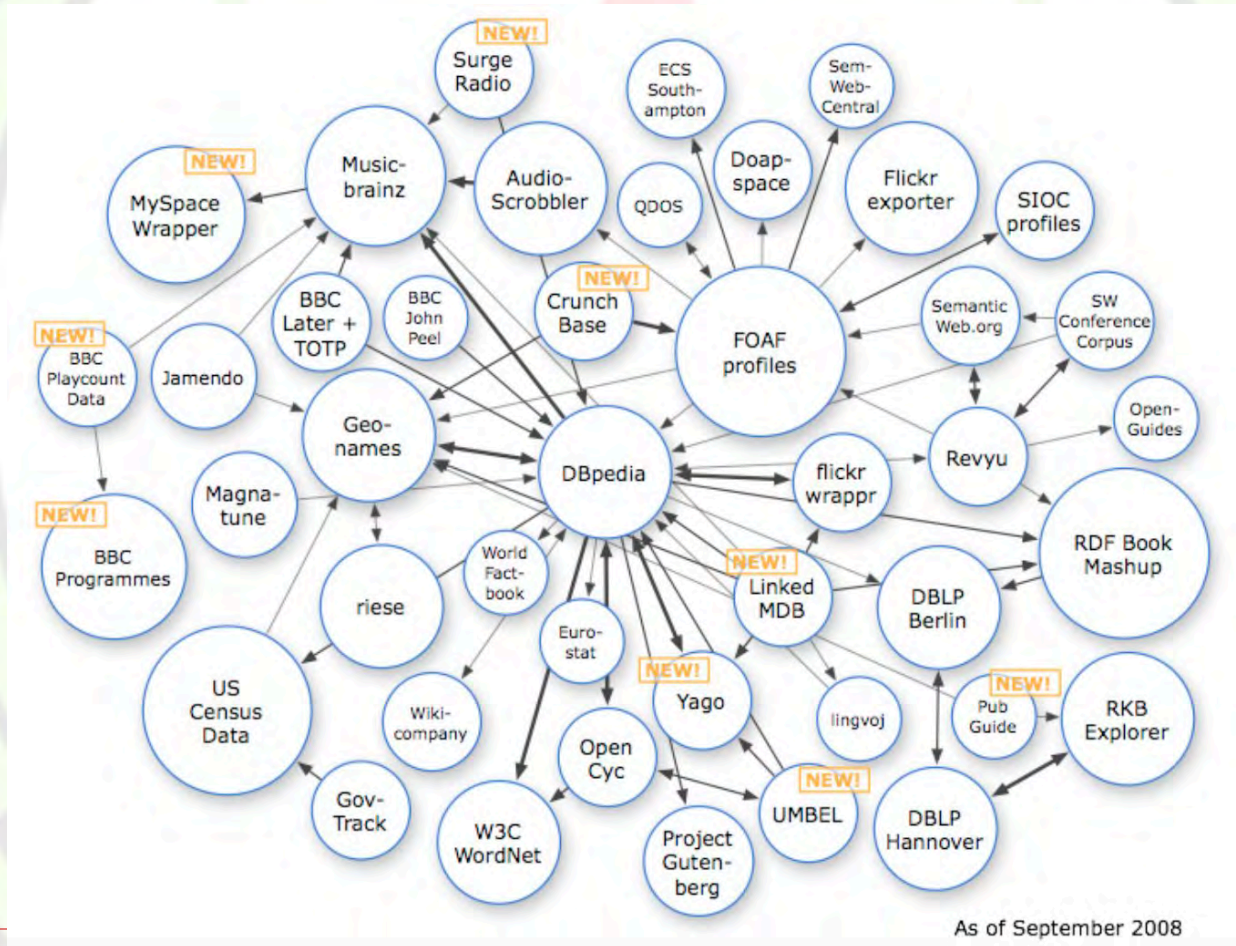 NEW!
Surge
Radio
ECS
South-
ampton
Sem-
Web-
Central
NEW!
MySpace
Wrapper
Music-
brainz
Audio-
Scrobbler
QDOS
Doap-
space
Flickr
exporter
SIOC
profiles
NEW!
BBC
Playcount
Data
Jamendo
BBC
Later +
TOTP
BBC
John
Peel
NEW!
Crunch
Base
FOAF
profiles
Semantic
Web.org
SW
Conference
Corpus
Geo-
names
DBpedia
flickr
wrappr
Revyu
Open-
Guides
Magna-
tune
NEW!
BBC
Programmes
riese
World
Fact-
book
NEW!
Linked
MDB
DBLP
Berlin
RDF Book
Mashup
Euro-
stat
US
Census
Data
Wiki-
company
Open
Cyc
NEW!
Yago
lingvoj
NEW!
Pub
Guide
RKB
Explorer
Gov-
Track
W3C
WordNet
Project
Guten-
berg
NEW!
UMBEL
DBLP
Hannover
As of September 2008